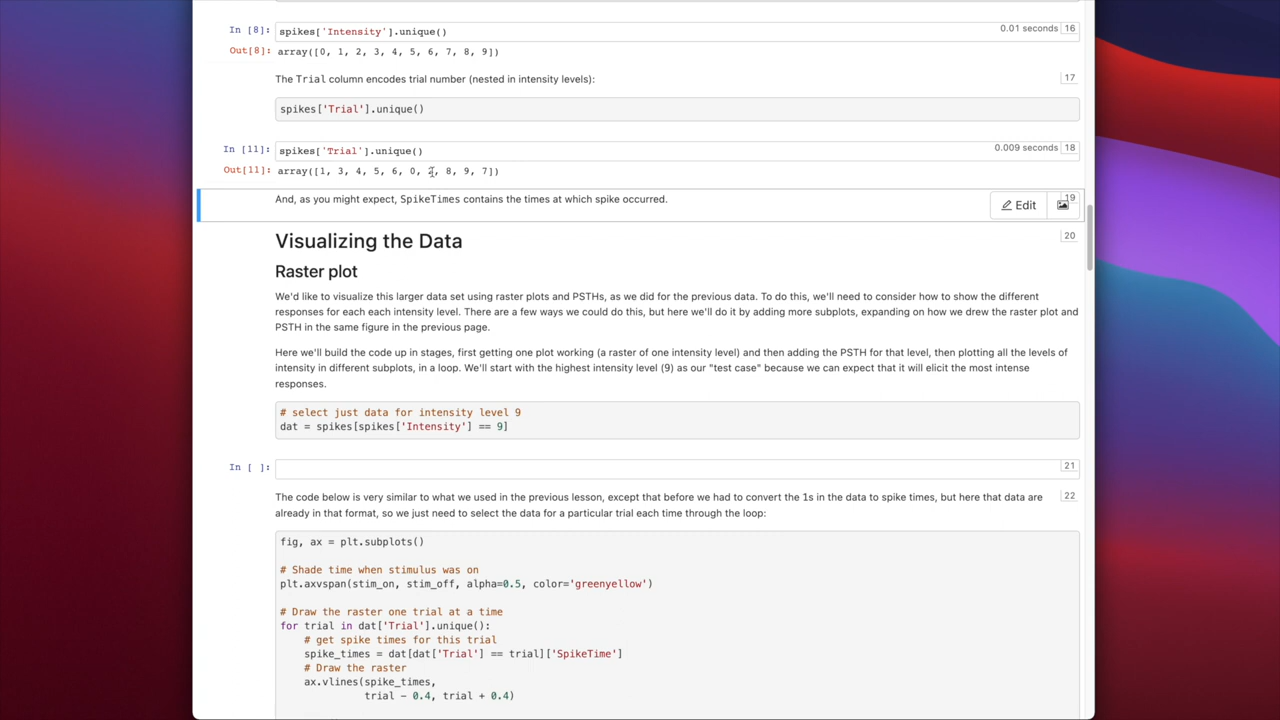 In [8]: spikes['Intensity'].unique() 0.01 seconds 16
Out[8]: array([0, 1, 2, 3, 4, 5, 6, 7, 8, 9])
The Trial column encodes trial number (nested in intensity levels): 17
spikes['Trial'].unique()
In [11]: spikes['Trial'].unique() 0.009 seconds 18
Out[11]: array([1, 3, 4, 5, 6, 0, 2, 8, 9, 7])
And, as you might expect, SpikeTimes contains the times at which spike occurred. Edit 19
Visualizing the Data 20
Raster plot
We'd like to visualize this larger data set using raster plots and PSTHs, as we did for the previous data. To do this, we'll need to consider how to show the different
responses for each each intensity level. There are a few ways we could do this, but here we'll do it by adding more subplots, expanding on how we drew the raster plot and
PSTH in the same figure in the previous page.
Here we'll build the code up in stages, first getting one plot working (a raster of one intensity level) and then adding the PSTH for that level, then plotting all the levels of
intensity in different subplots, in a loop. We'll start with the highest intensity level (9) as our "test case" because we can expect that it will elicit the most intense
responses.
# select just data for intensity level 9
dat = spikes[spikes['Intensity'] == 9]
In [ ]: 21
The code below is very similar to what we used in the previous lesson, except that before we had to convert the 1s in the data to spike times, but here that data are 22
already in that format, so we just need to select the data for a particular trial each time through the loop:
fig, ax = plt.subplots()
# Shade time when stimulus was on
plt.axvspan(stim_on, stim_off, alpha=0.5, color='greenyellow')
# Draw the raster one trial at a time
for trial in dat['Trial'].unique():
# get spike times for this trial
spike_times = dat[dat['Trial'] == trial]['SpikeTime']
# Draw the raster
ax.vlines(spike_times,
trial - 0.4, trial + 0.4)